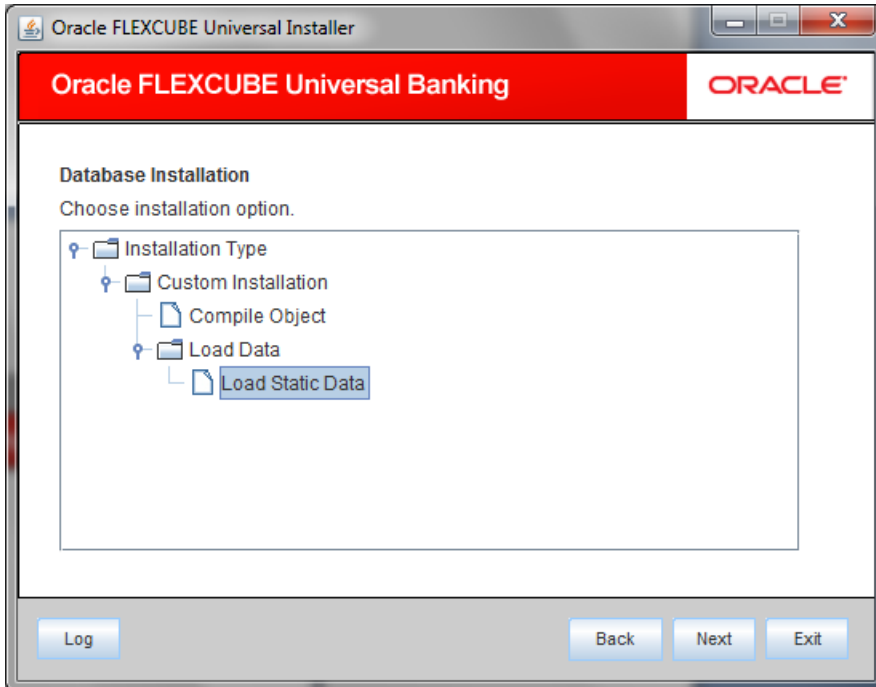 Oracle FLEXCUBE Universal Installer
Oracle FLEXCUBE Universal Banking
ORACLE
Database Installation
Choose installation option.
Installation Type
Custom Installation
Compile Object
Load Data
Load Static Data
Log
Back
Next
Exit